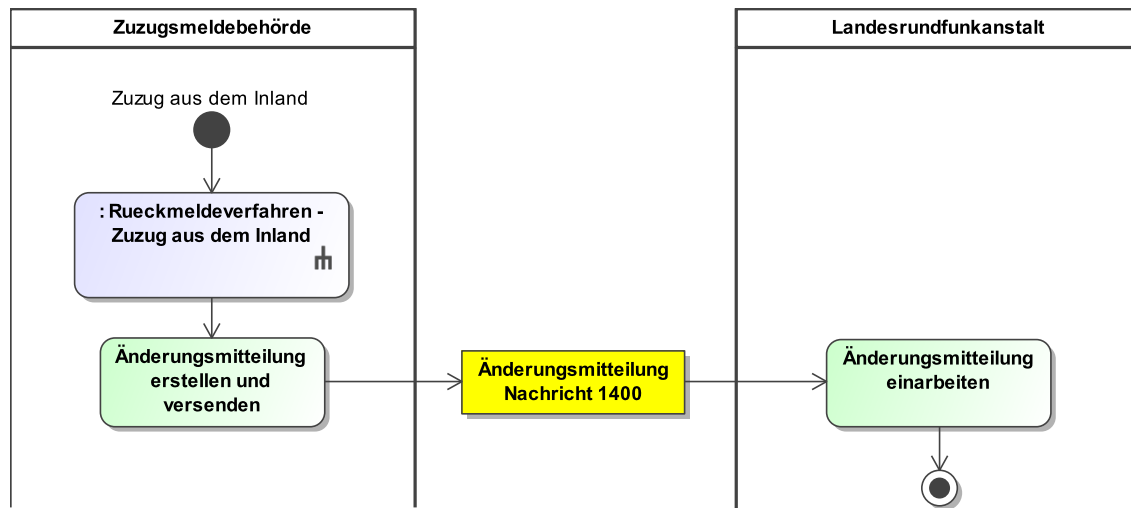 Zuzugsmeldebehörde
Landesrundfunkanstalt
Zuzug aus dem Inland
: Rueckmeldeverfahren -
Zuzug aus dem Inland
Änderungsmitteilung
erstellen und
versenden
Änderungsmitteilung
Nachricht 1400
Änderungsmitteilung
einarbeiten